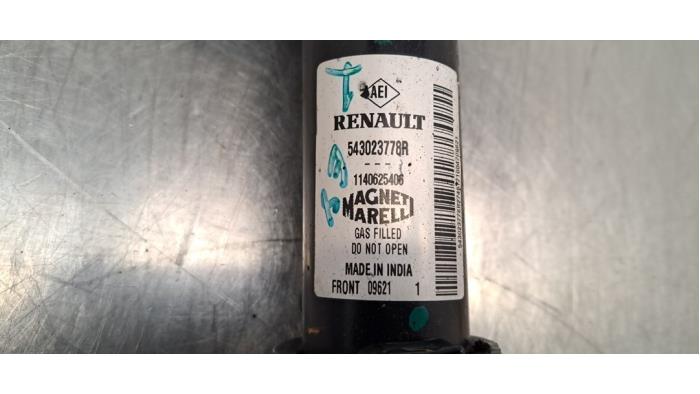 AEI
RENAULT
543023778R
---
1140625406
MAGNETI
MARELLI
GAS FILLED
DO NOT OPEN
MADE IN INDIA
FRONT 09621 1